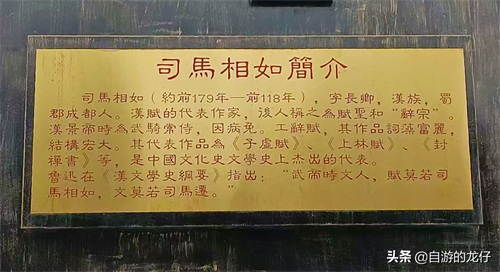 司馬相如簡介
司馬相如（約前179年—前118年），字長卿，漢族，蜀
郡成都人。漢賦的代表作家，後人稱之為賦聖和“辭宗”。
漢景帝時為武騎常侍，因病免。工辭賦，其作品詞藻富麗，
結構宏大。其代表作品為《子虛賦》、《上林賦》、《封
禪書》等，是中國文化史文學史上杰出的代表。
魯迅在《漢文學史綱要》指出：“武帝時文人，賦莫若司
馬相如，文莫若司馬遷。”
头条 @自游的龙仔